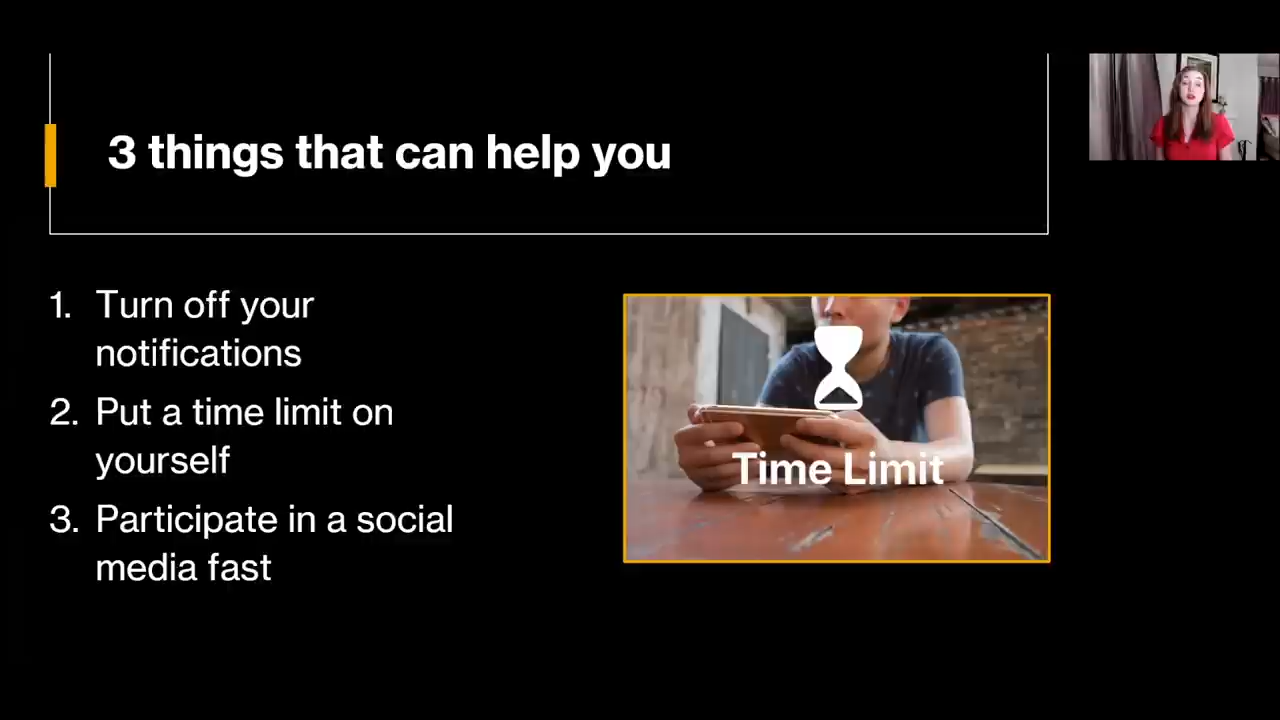 3 things that can help you
1. Turn off your
notifications
2. Put a time limit on
yourself
3. Participate in a social
media fast
Time Limit